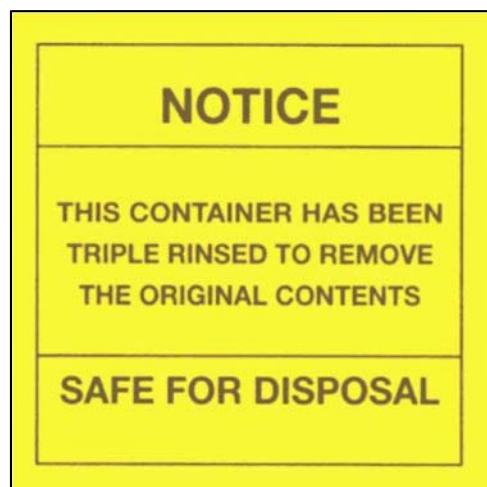 NOTICE
THIS CONTAINER HAS BEEN
TRIPLE RINSED TO REMOVE
THE ORIGINAL CONTENTS
SAFE FOR DISPOSAL